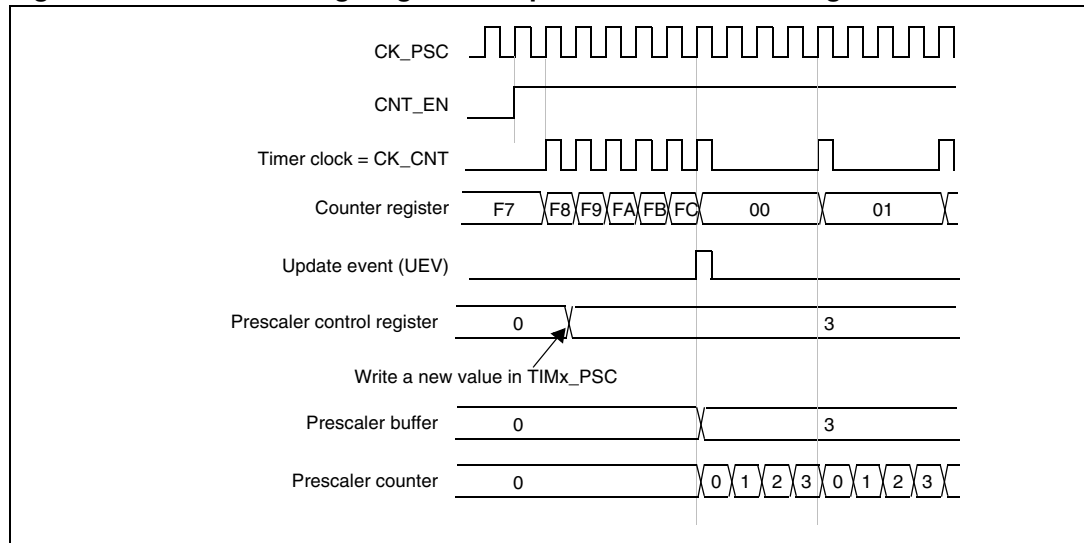 CK_PSC
CNT_EN
Timer clock = CK_CNT
Counter register F7 F8 F9 FA FB FC 00 01
Update event (UEV)
Prescaler control register 0 3
Write a new value in TIMx_PSC
Prescaler buffer 0 3
Prescaler counter 0 0 1 2 3 0 1 2 3